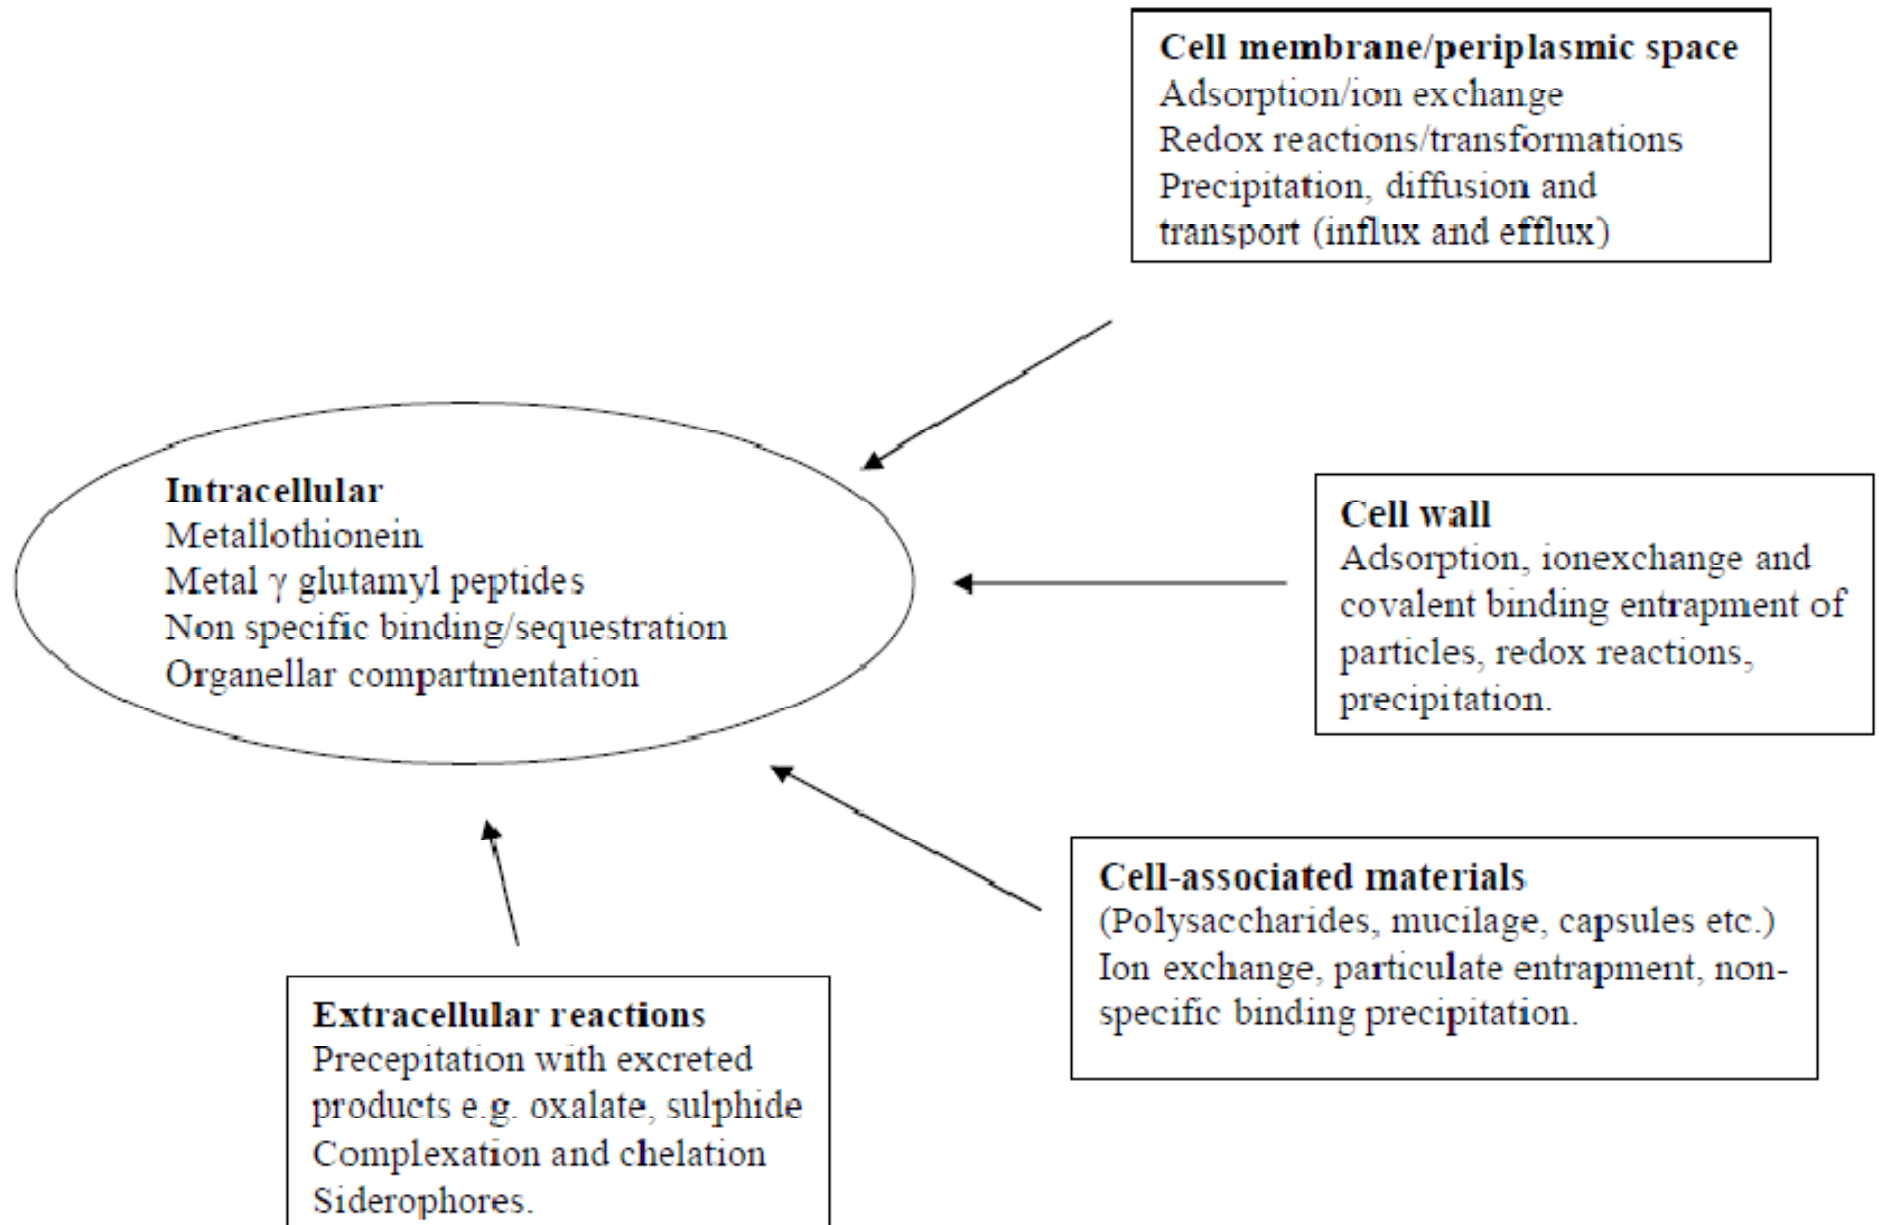 Cell membrane/periplasmic space
Adsorption/ion exchange
Redox reactions/transformations
Precipitation, diffusion and
transport (influx and efflux)
Intracellular
Metallothionein
Metal γ glutamyl peptides
Non specific binding/sequestration
Organellar compartmentation
Cell wall
Adsorption, ionexchange and
covalent binding entrapment of
particles, redox reactions,
precipitation.
Cell-associated materials
(Polysaccharides, mucilage, capsules etc.)
Ion exchange, particulate entrapment, non-
specific binding precipitation.
Extracellular reactions
Precepitation with excreted
products e.g. oxalate, sulphide
Complexation and chelation
Siderophores.